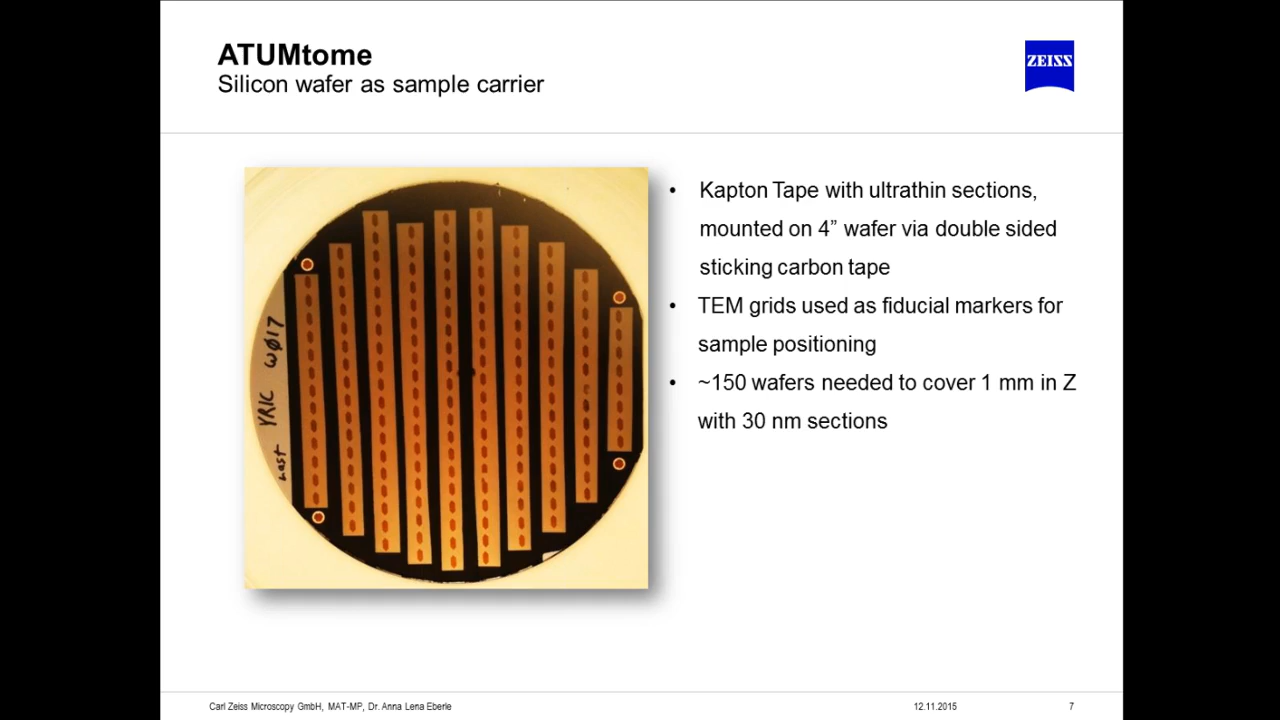 ATUMtome
Silicon wafer as sample carrier
ZEISS
• Kapton Tape with ultrathin sections,
mounted on 4” wafer via double sided
sticking carbon tape
• TEM grids used as fiducial markers for
sample positioning
• ~150 wafers needed to cover 1 mm in Z
with 30 nm sections
Last YR1C WØ17
Carl Zeiss Microscopy GmbH, MAT-MP, Dr. Anna Lena Eberle
12.11.2015
7